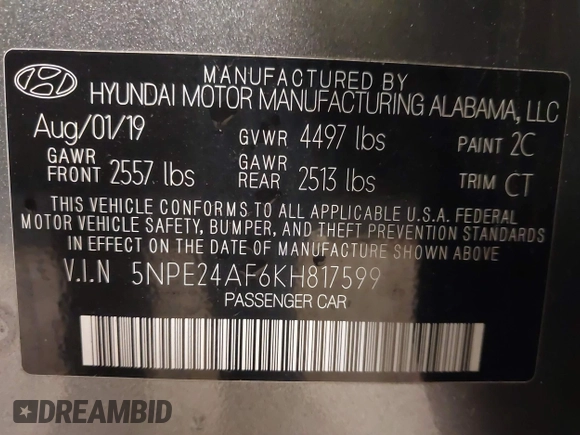 MANUFACTURED BY
HYUNDAI MOTOR MANUFACTURING ALABAMA, LLC
Aug/01/19 GVWR 4497 lbs PAINT 2C
GAWR FRONT 2557 lbs GAWR REAR 2513 lbs TRIM CT
THIS VEHICLE CONFORMS TO ALL APPLICABLE U.S.A. FEDERAL
MOTOR VEHICLE SAFETY, BUMPER, AND THEFT PREVENTION STANDARDS
IN EFFECT ON THE DATE OF MANUFACTURE SHOWN ABOVE
V.I.N 5NPE24AF6KH817599
PASSENGER CAR
DREAMBID